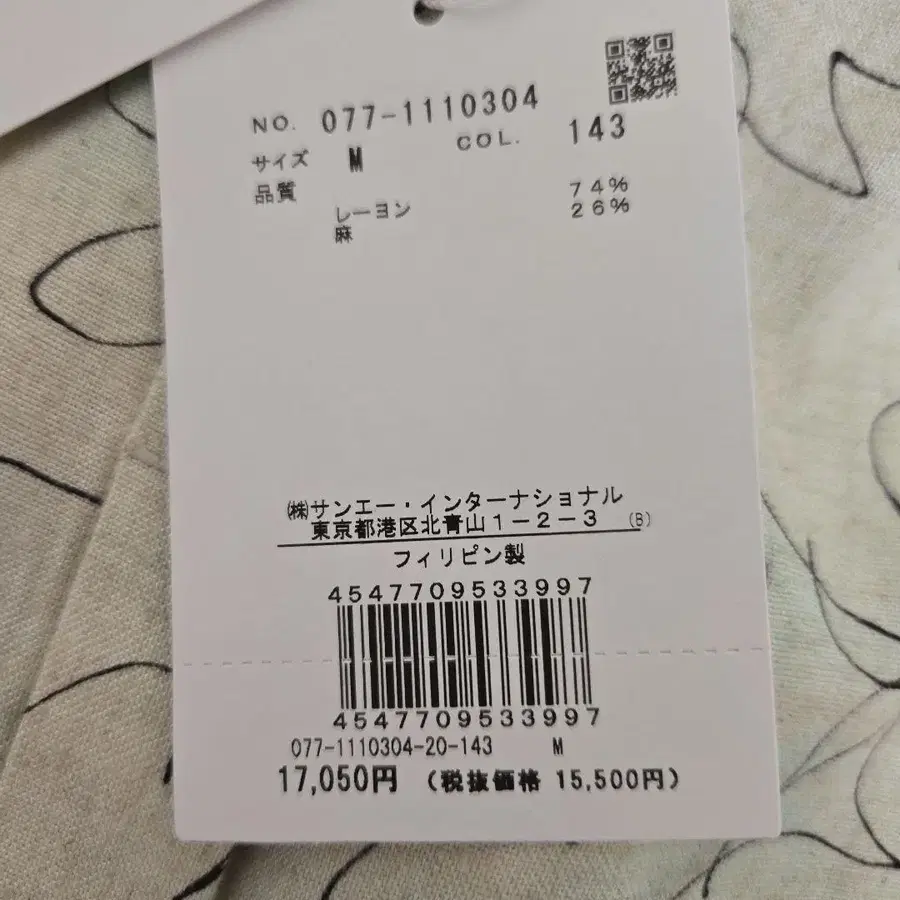 NO. 077-1110304
サイズ M COL. 143
品質
レーヨン 74%
麻 26%
㈱サンエー・インターナショナル
東京都港区北青山1-2-3 (B)
フィリピン製
4547709533997
4547709533997
077-1110304-20-143 M
17,050円 (税抜価格 15,500円)